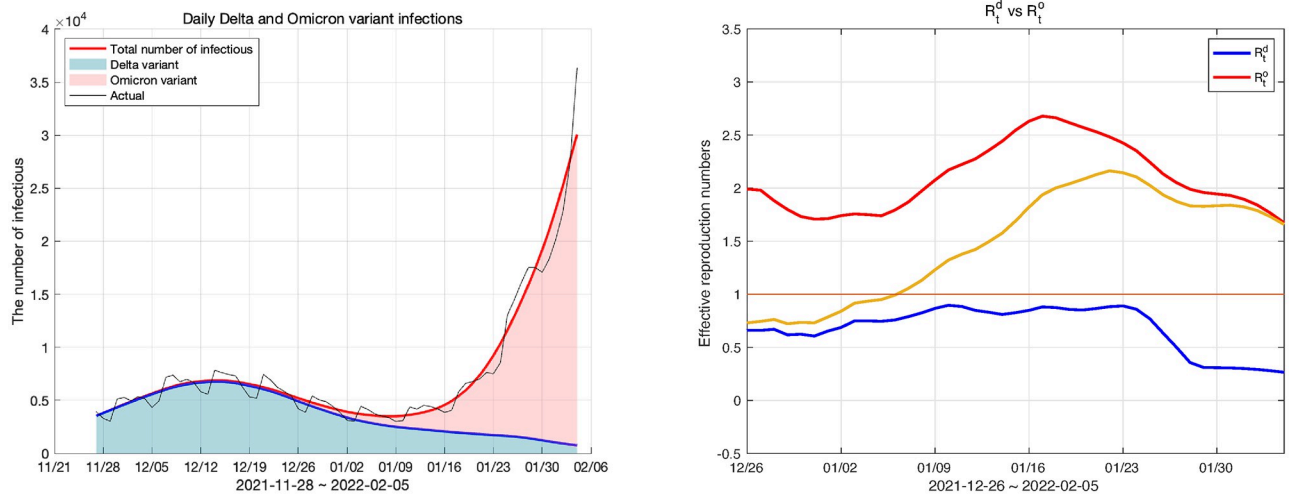 Daily Delta and Omicron variant infections
×10⁴
4
3.5
3
2.5
2
1.5
1
0.5
0
The number of infectious
Total number of infectious
Delta variant
Omicron variant
Actual
11/21 11/28 12/05 12/12 12/19 12/26 01/02 01/09 01/16 01/23 01/30 02/06
2021-11-28 ~ 2022-02-05
R_t^d vs R_t^o
3.5
3
2.5
2
1.5
1
0.5
0
-0.5
Effective reproduction numbers
R_t^d
R_t^o
12/26 01/02 01/09 01/16 01/23 01/30
2021-12-26 ~ 2022-02-05